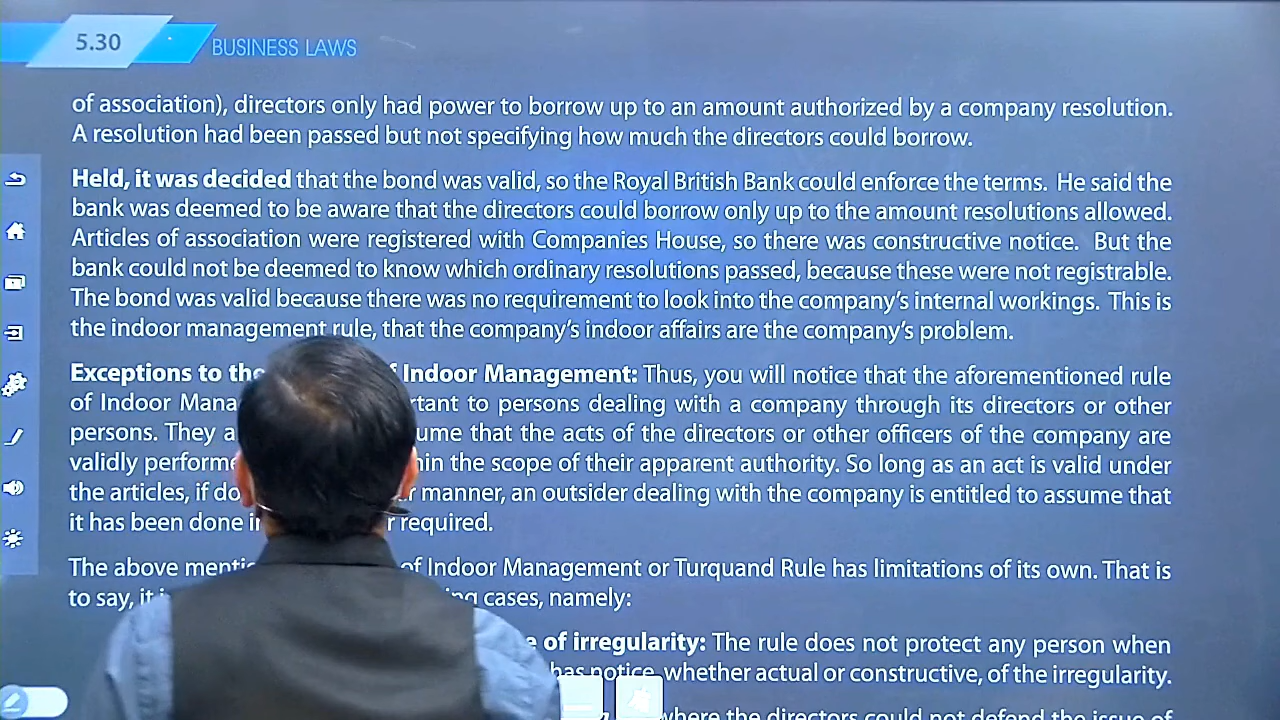 5.30
BUSINESS LAWS
of association), directors only had power to borrow up to an amount authorized by a company resolution.
A resolution had been passed but not specifying how much the directors could borrow.
Held, it was decided that the bond was valid, so the Royal British Bank could enforce the terms. He said the
bank was deemed to be aware that the directors could borrow only up to the amount resolutions allowed.
Articles of association were registered with Companies House, so there was constructive notice. But the
bank could not be deemed to know which ordinary resolutions passed, because these were not registrable.
The bond was valid because there was no requirement to look into the company's internal workings. This is
the indoor management rule, that the company's indoor affairs are the company's problem.
Exceptions to the Indoor Management: Thus, you will notice that the aforementioned rule
of Indoor to persons dealing with a company through its directors or other
persons. They that the acts of the directors or other officers of the company are
validly the scope of their apparent authority. So long as an act is valid under
the articles, if manner, an outsider dealing with the company is entitled to assume that
it has been done required.
The above of Indoor Management or Turquand Rule has limitations of its own. That is
to say, it cases, namely:
of irregularity: The rule does not protect any person when
has notice, whether actual or constructive, of the irregularity.
where the directors could not defend the issue of